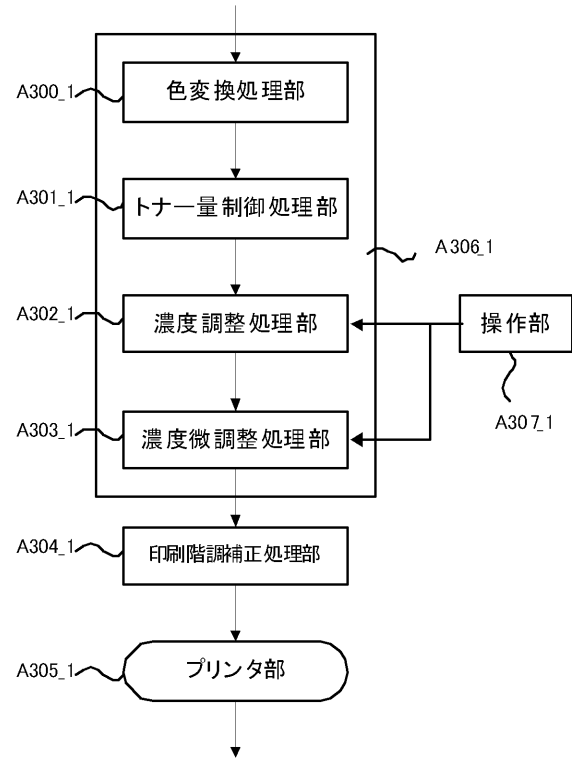 A300_1
色変換処理部
A301_1
トナー量制御処理部
A306_1
A302_1
濃度調整処理部
操作部
A307_1
A303_1
濃度微調整処理部
A304_1
印刷階調補正処理部
A305_1
プリンタ部